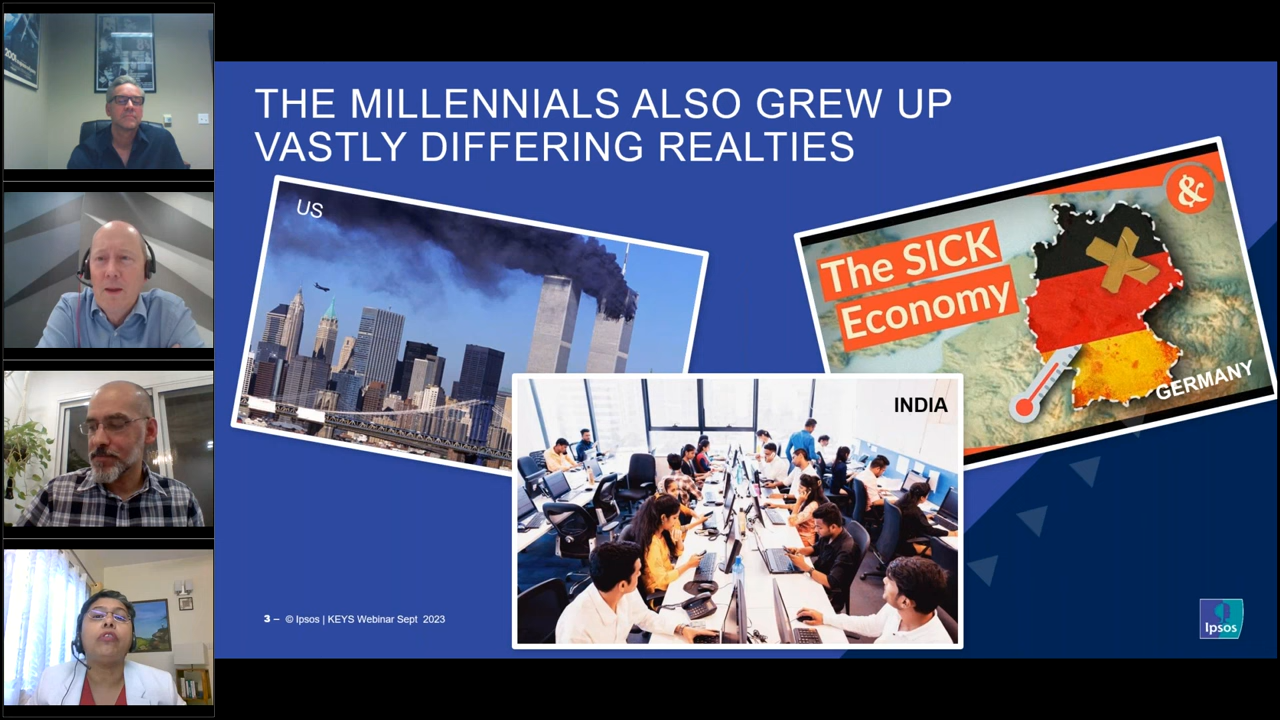 THE MILLENNIALS ALSO GREW UP
VASTLY DIFFERING REALTIES
US
&
The SICK
Economy
GERMANY
INDIA
3 – © Ipsos | KEYS Webinar Sept 2023
Ipsos